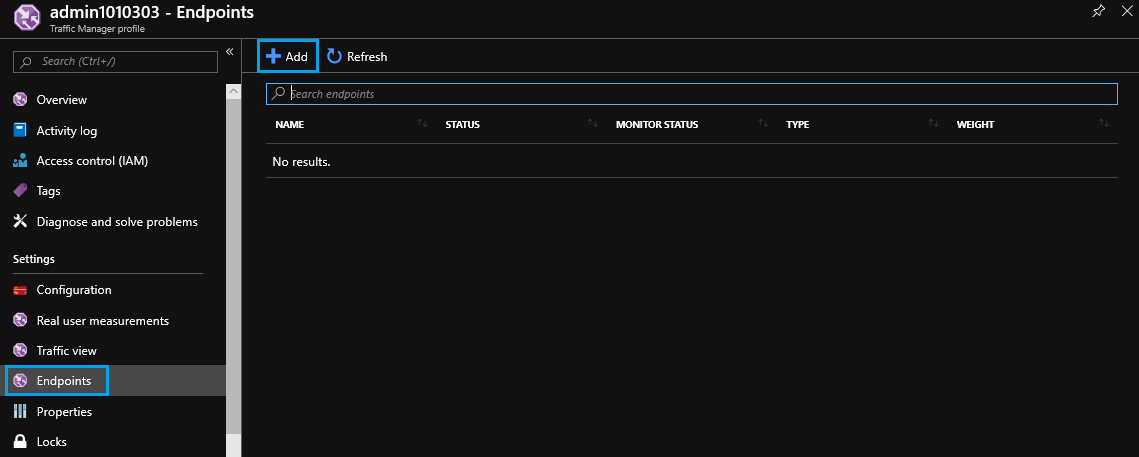 admin1010303 - Endpoints
Traffic Manager profile
Search (Ctrl+/)
Overview
Activity log
Access control (IAM)
Tags
Diagnose and solve problems
Settings
Configuration
Real user measurements
Traffic view
Endpoints
Properties
Locks
Add Refresh
Search endpoints
NAME STATUS MONITOR STATUS TYPE WEIGHT
No results.